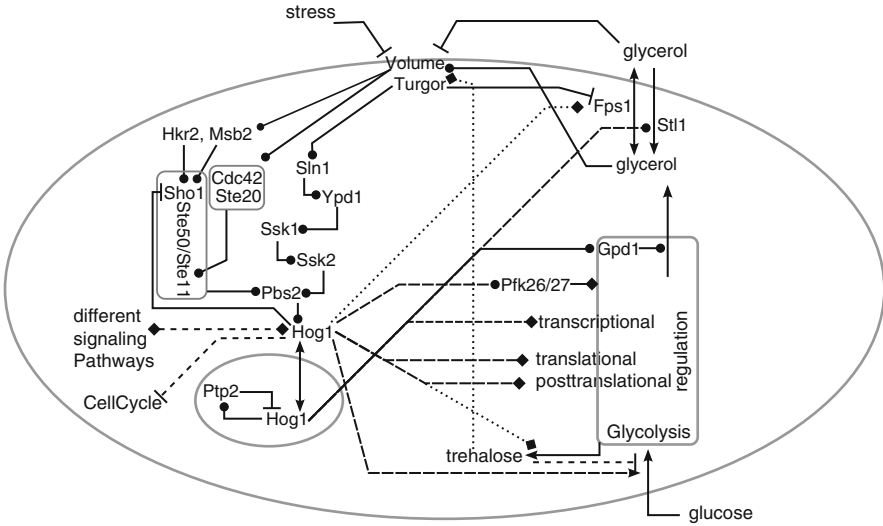 stress
glycerol
Volume
Turgor
Fps1
Stl1
Hkr2, Msb2
glycerol
Sln1
Cdc42
Ste20
Sho1
Ste50/Ste11
Ypd1
Ssk1
Ssk2
Gpd1
Pbs2
Pfk26/27
different
signaling
Pathways
Hog1
transcriptional
translational
posttranslational
regulation
CellCycle
Ptp2
Hog1
Glycolysis
trehalose
glucose